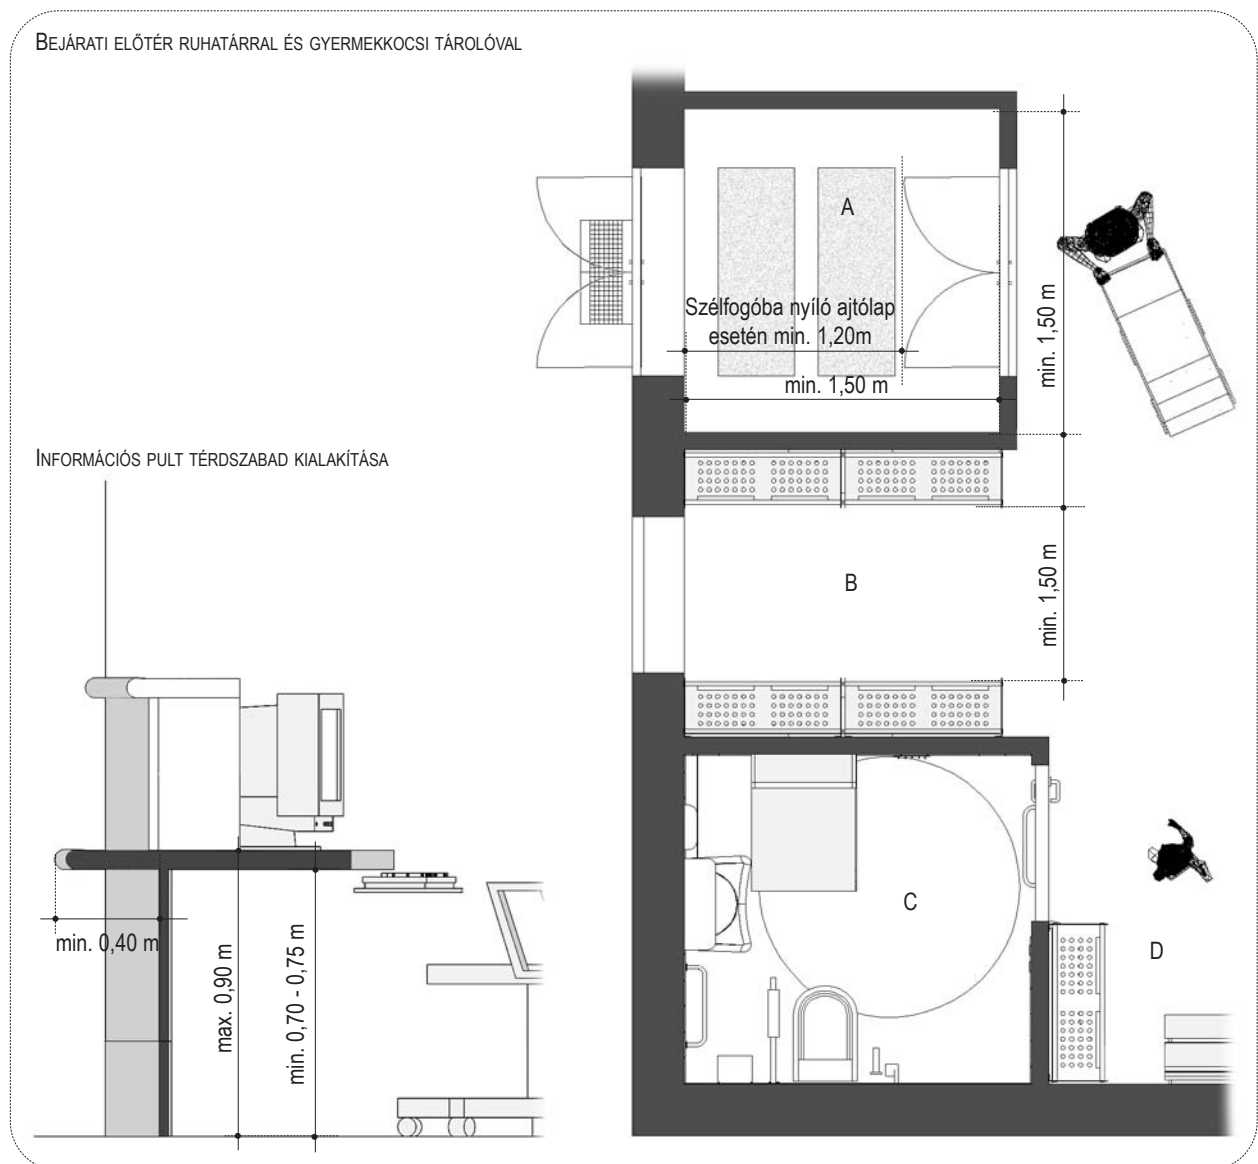 BEJÁRATI ELŐTÉR RUHATÁRRAL ÉS GYERMEKKOCSI TÁROLÓVAL
A
Szélfogóba nyíló ajtólap
esetén min. 1,20m
min. 1,50 m
min. 1,50 m
INFORMÁCIÓS PULT TÉRDSZABAD KIALAKÍTÁSA
B
min. 1,50 m
min. 0,40 m
max. 0,90 m
min. 0,70 - 0,75 m
C
D